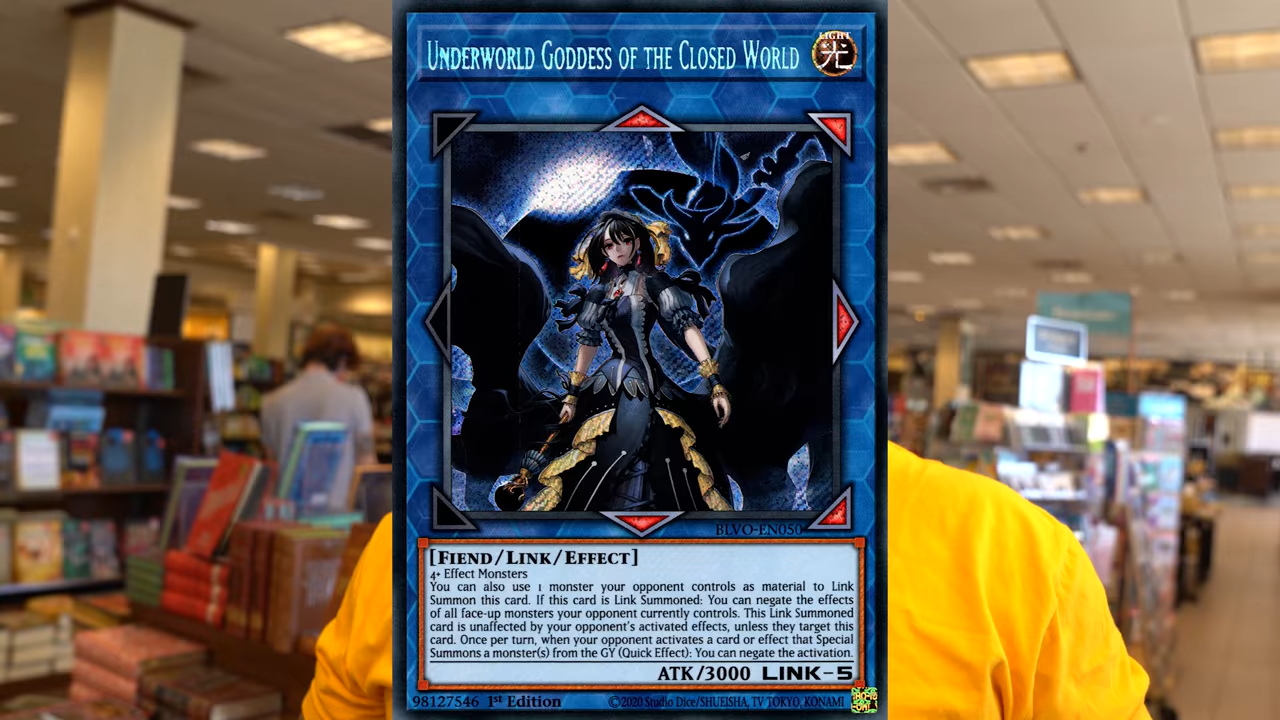 Underworld Goddess of the Closed World
LIGHT
光
BLVO-EN050
[Fiend/Link/Effect]
4+ Effect Monsters
You can also use 1 monster your opponent controls as material to Link
Summon this card. If this card is Link Summoned: You can negate the effects
of all face-up monsters your opponent currently controls. This Link Summoned
card is unaffected by your opponent's activated effects, unless they target this
card. Once per turn, when your opponent activates a card or effect that Special
Summons a monster(s) from the GY (Quick Effect): You can negate the activation.
ATK/3000 LINK-5
98127546 1st Edition ©2020 Studio Dice/SHUEISHA, TV TOKYO, KONAMI